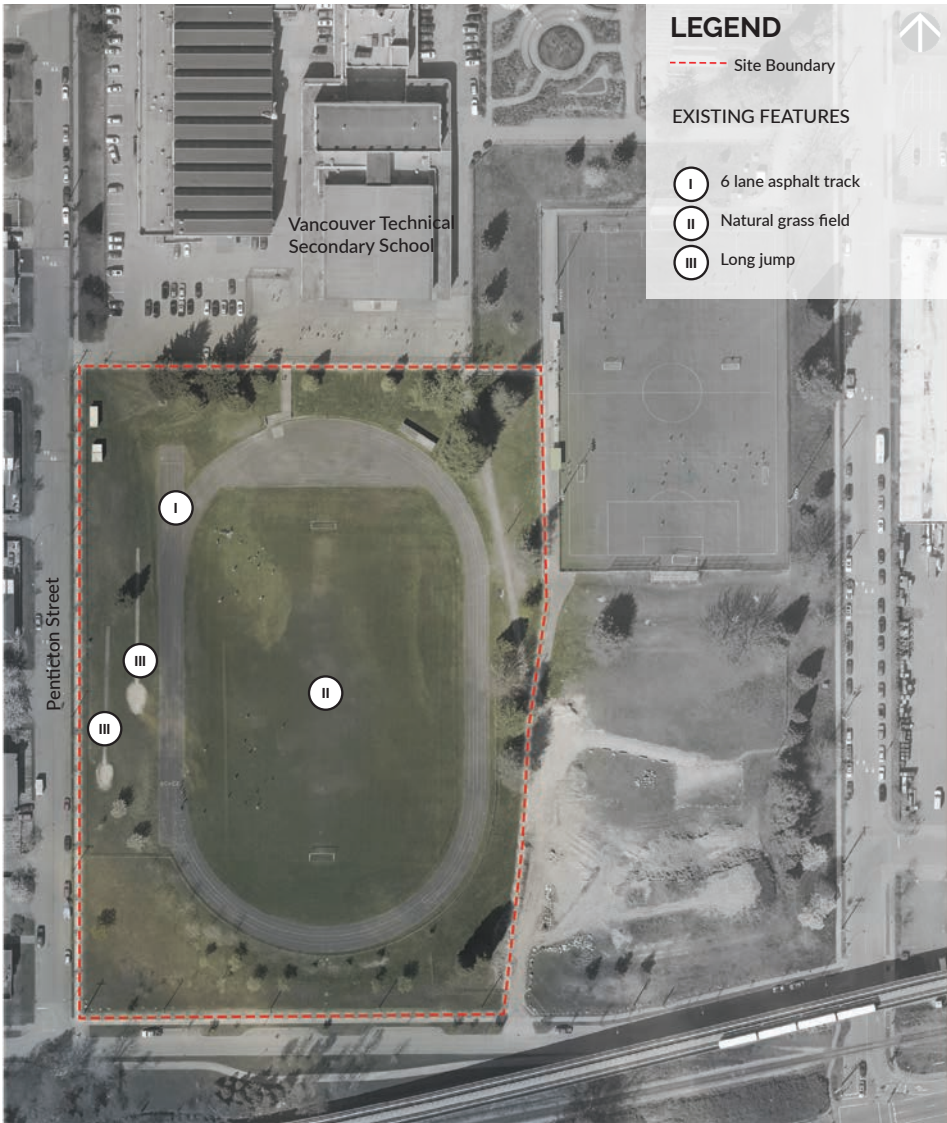 LEGEND
Site Boundary
EXISTING FEATURES
I 6 lane asphalt track
II Natural grass field
III Long jump
Vancouver Technical
Secondary School
Penticton Street
I
III
II
III